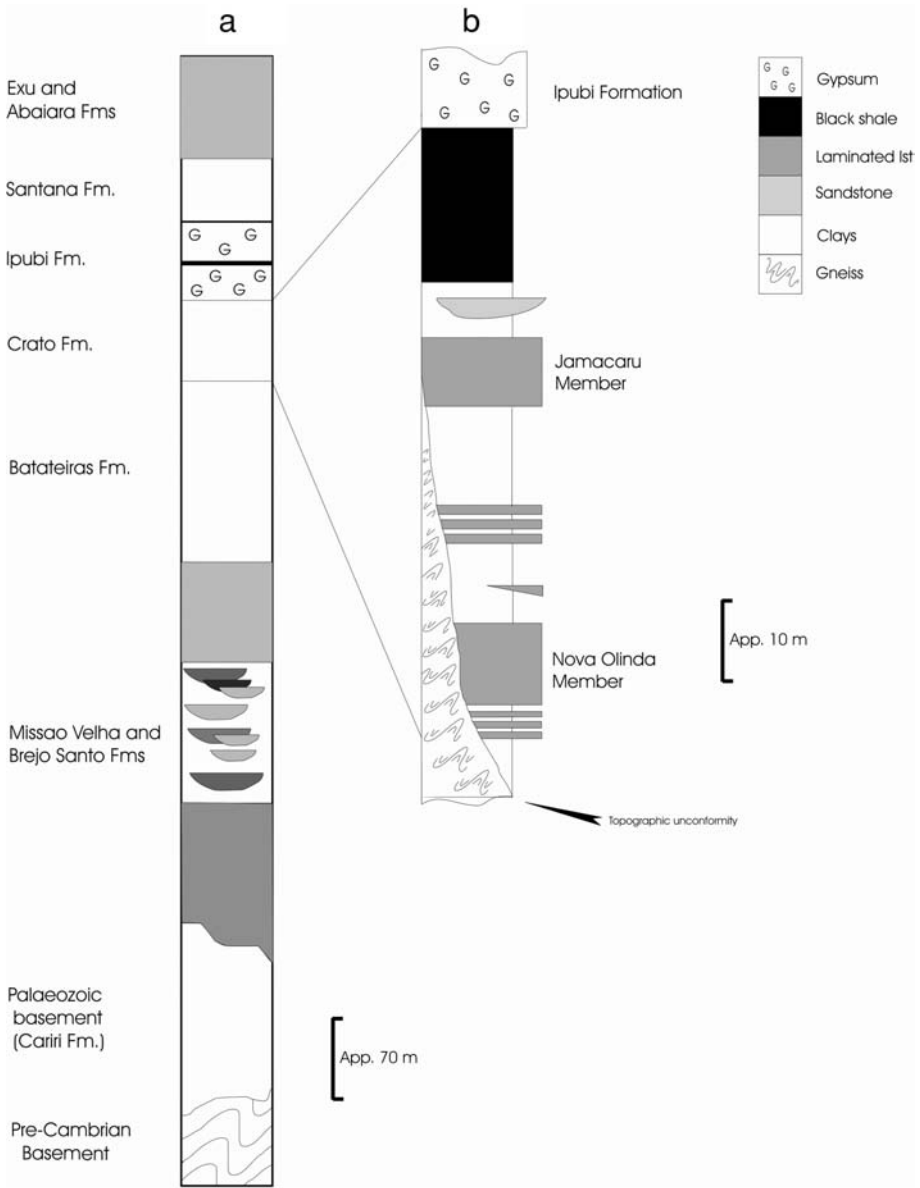 a
b
Exu and
Abaiara Fms
Santana Fm.
Ipubi Fm.
Crato Fm.
Batateiras Fm.
Missao Velha and
Brejo Santo Fms
Palaeozoic
basement
(Cariri Fm.)
Pre-Cambrian
Basement
G
G
G
G
G
G
G
G
App. 70 m
G
G
G
G
G
G
Ipubi Formation
Jamacaru
Member
Nova Olinda
Member
Topographic unconformity
App. 10 m
G
G
G
G
Gypsum
Black shale
Laminated lst
Sandstone
Clays
Gneiss